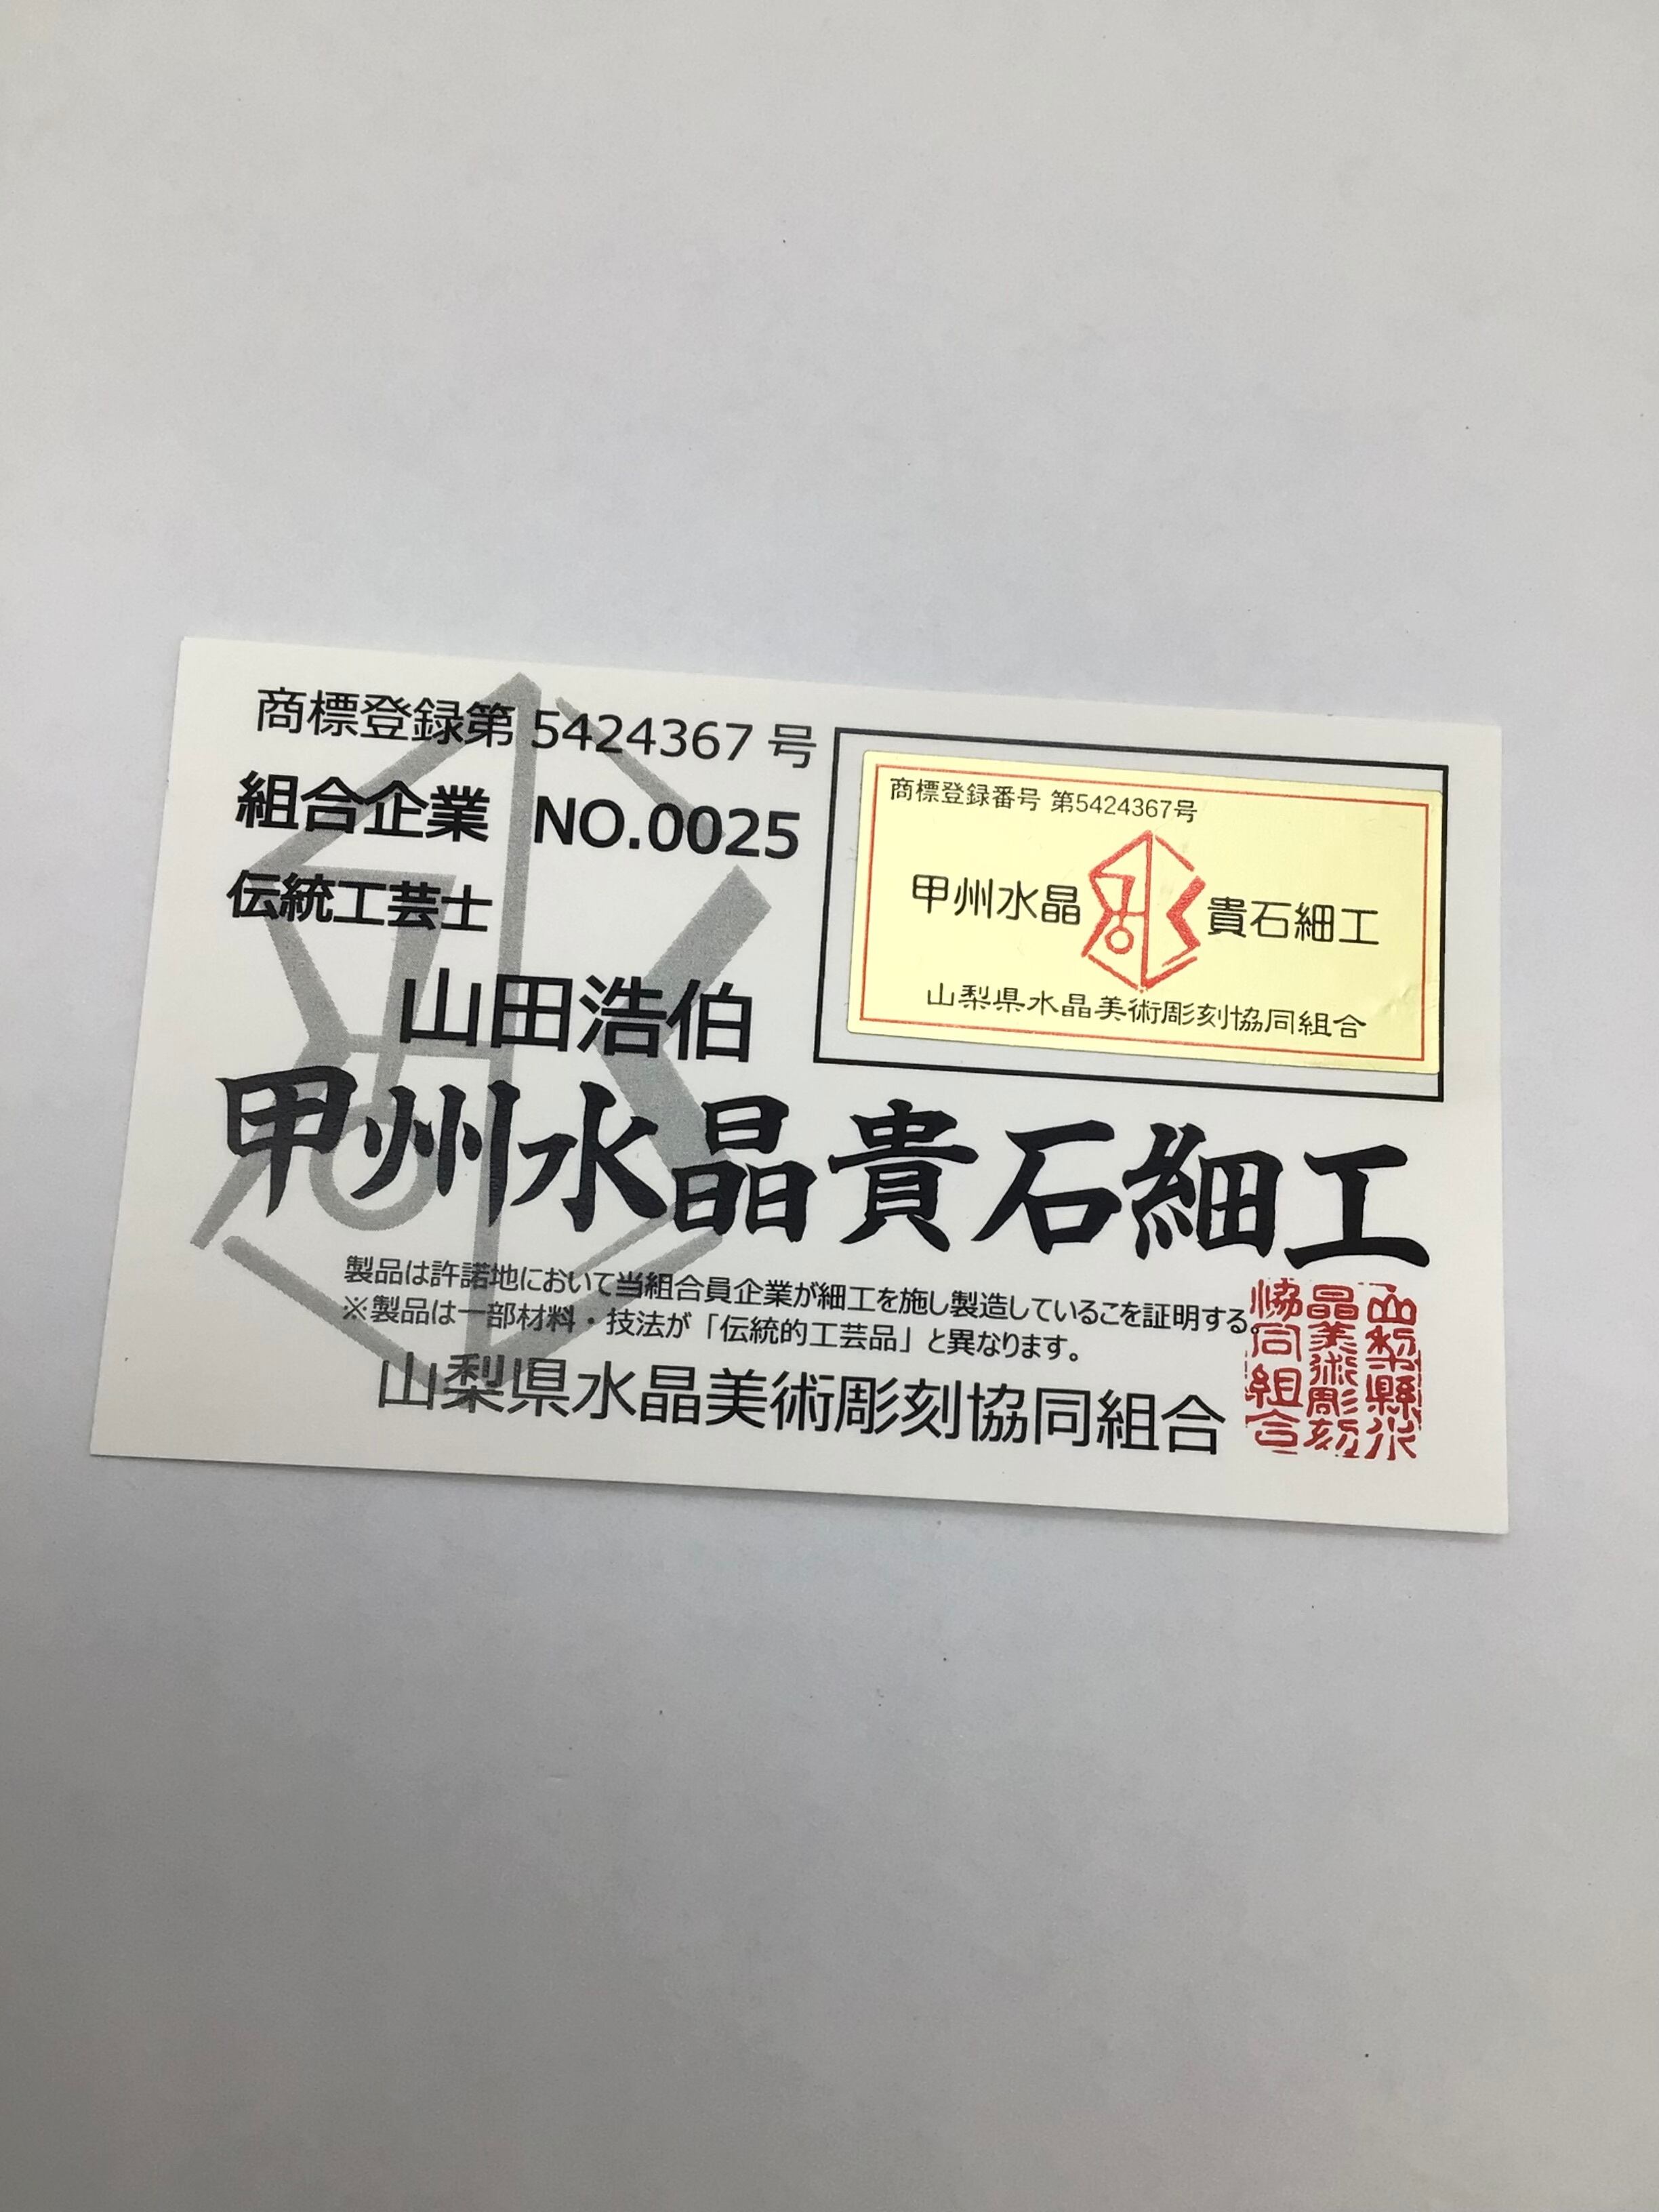 商標登録第 5424367 号
組合企業 NO.0025
伝統工芸士
山田浩伯
商標登録番号 第5424367号
甲州水晶 貴石細工
山梨県水晶美術彫刻協同組合
甲州水晶貴石細工
製品は許諾地において当組合員企業が細工を施し製造しているこを証明する。
※製品は一部材料・技法が「伝統的工芸品」と異なります。
山梨県水晶美術彫刻協同組合
山梨縣水
晶美術彫刻
協同組合